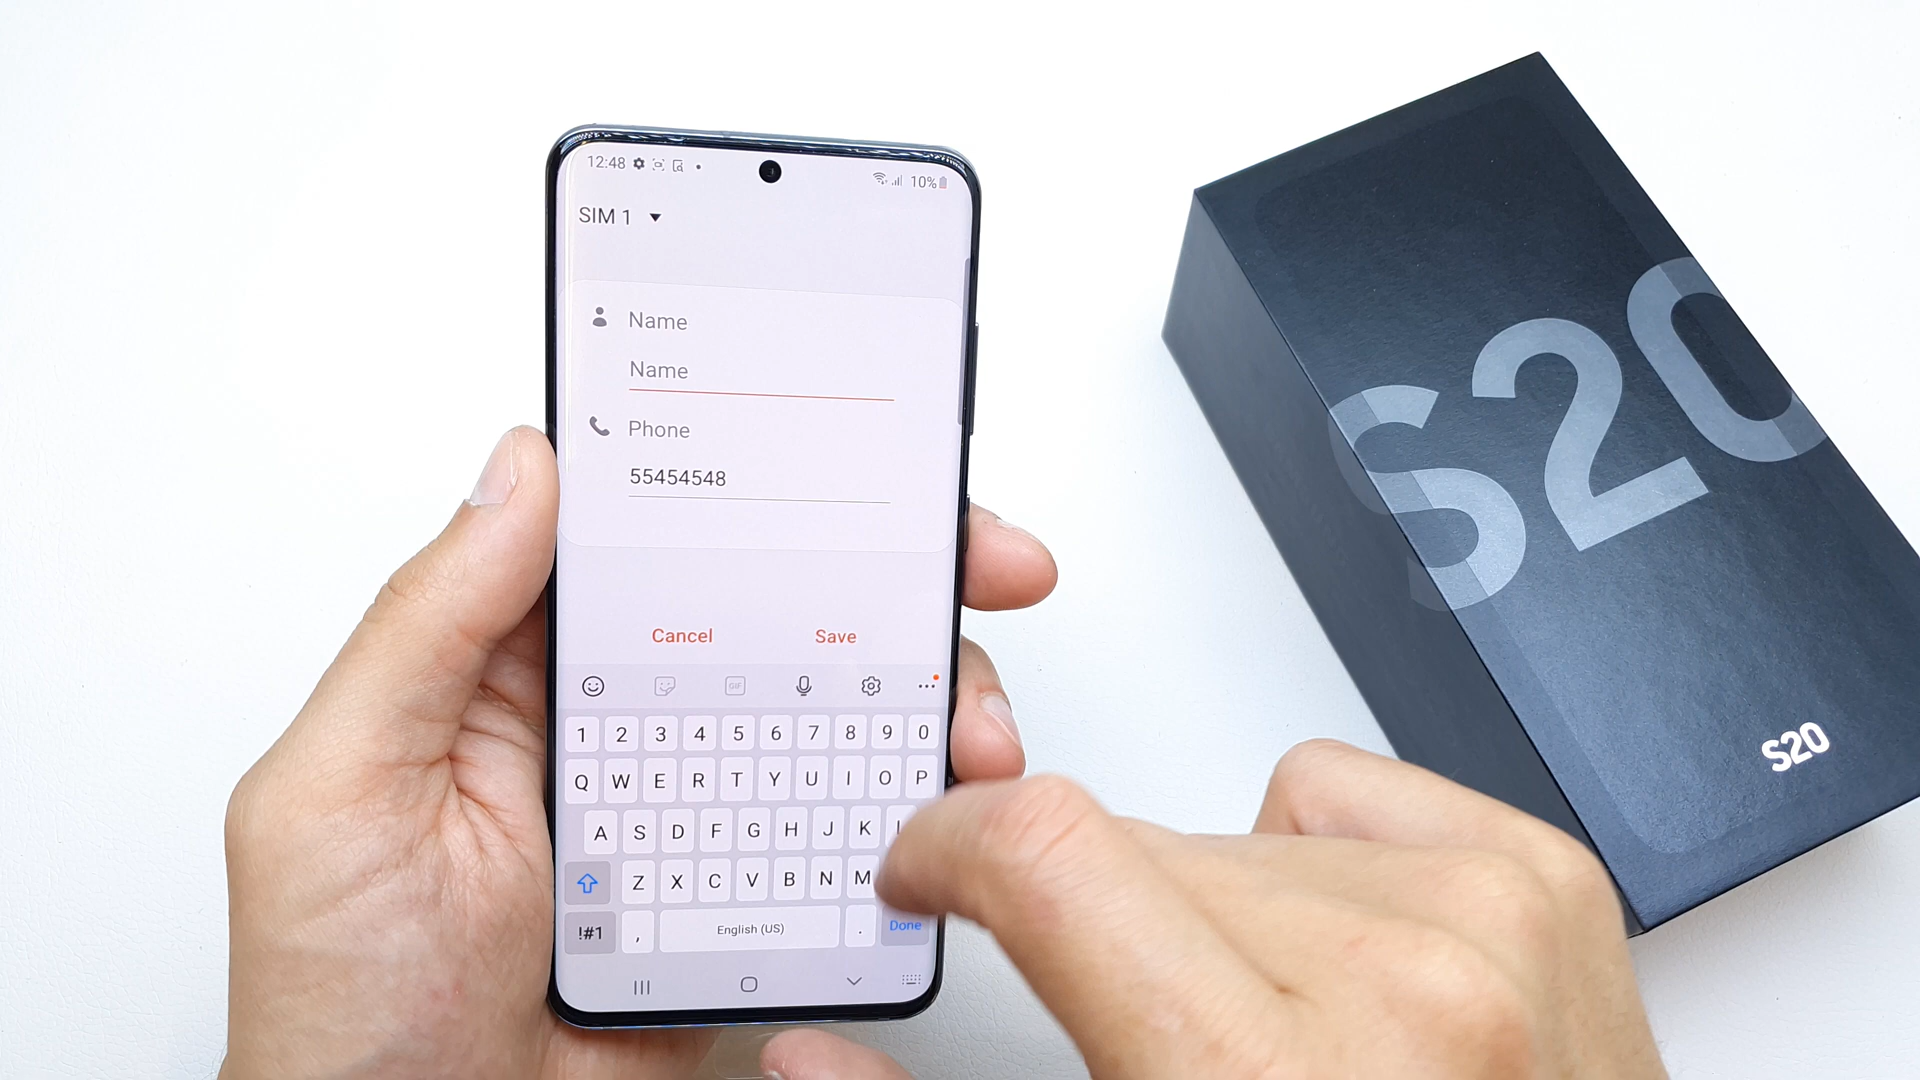 12:48
10%
SIM 1
Name
Name
Phone
55454548
Cancel Save
GIF
1 2 3 4 5 6 7 8 9 0
Q W E R T Y U I O P
A S D F G H J K
Z X C V B N M
!#1 , English (US) . Done
S20
S20